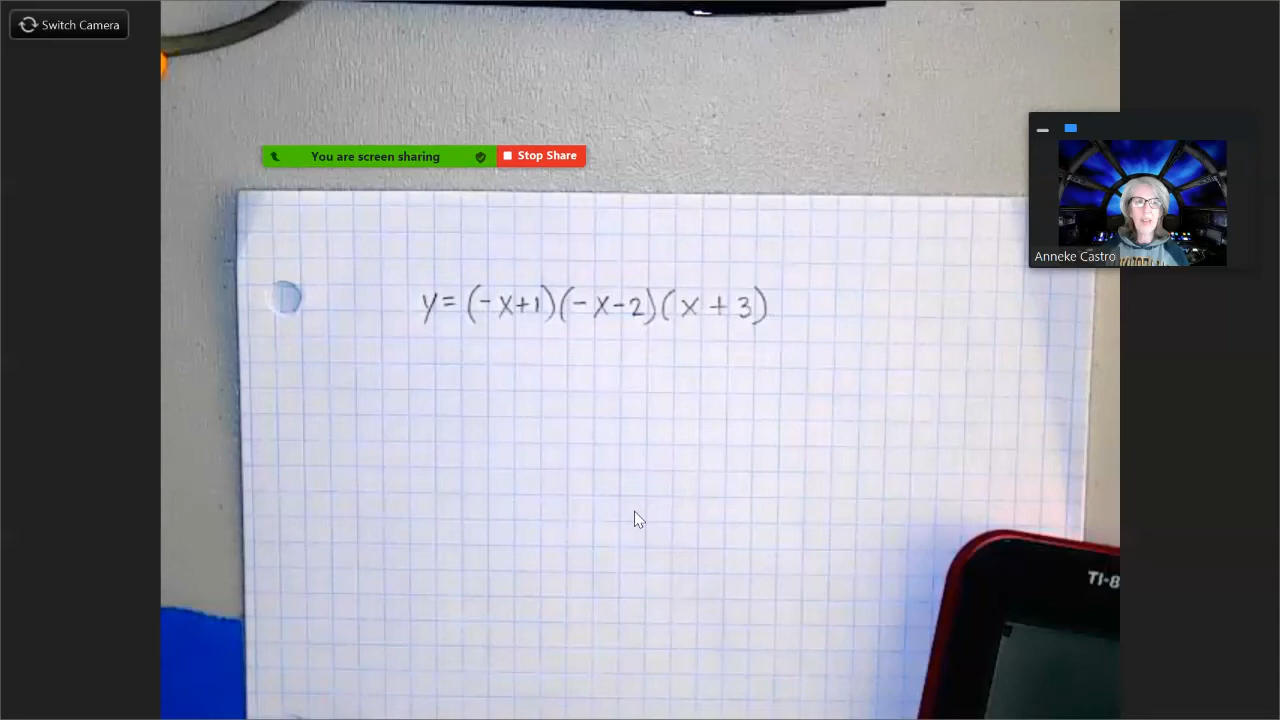 Switch Camera
You are screen sharing
Stop Share
Anneke Castro
y=(-x+1)(-x-2)(x+3)
TI-8